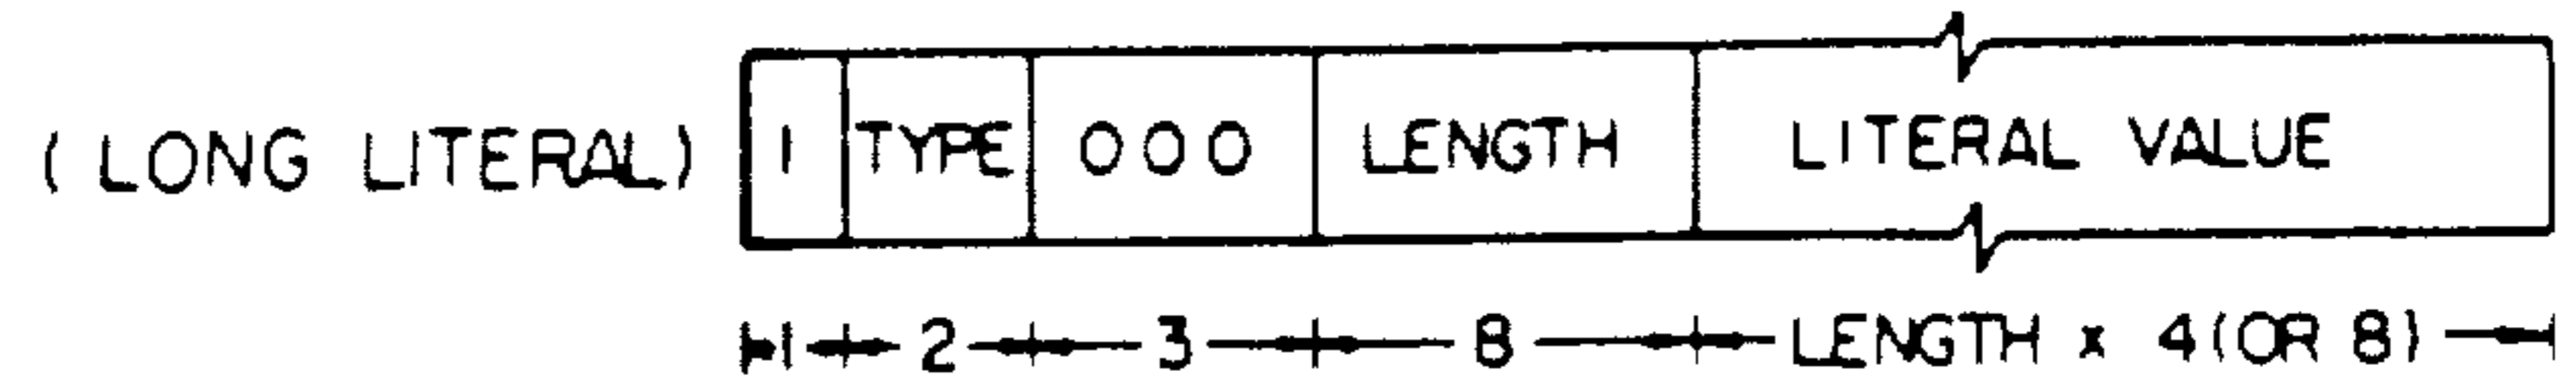 (LONG LITERAL) 1 TYPE 000 LENGTH LITERAL VALUE
1 2 3 8 LENGTH x 4(OR 8)